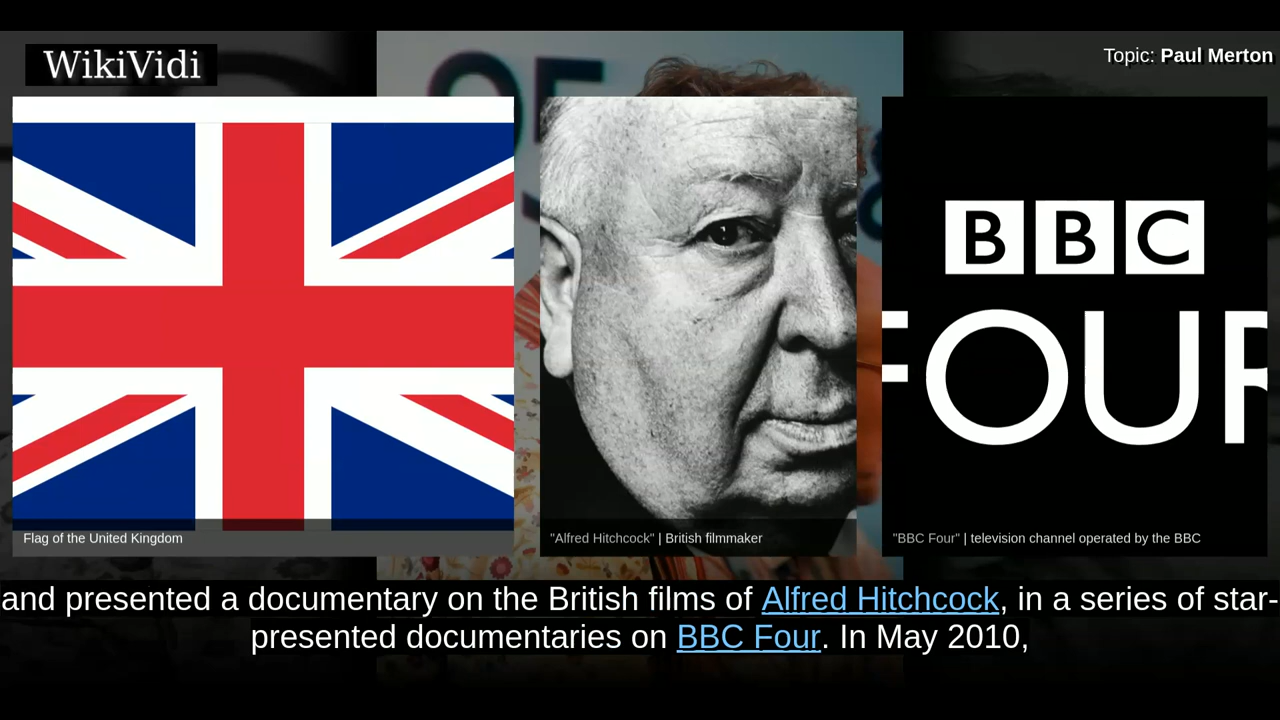 WikiVidi
Topic: Paul Merton
BBC
FOUR
Flag of the United Kingdom
"Alfred Hitchcock" | British filmmaker
"BBC Four" | television channel operated by the BBC
and presented a documentary on the British films of Alfred Hitchcock, in a series of star-
presented documentaries on BBC Four. In May 2010,